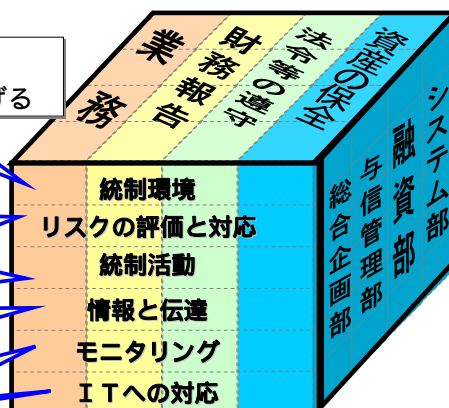 げる
業務
財務報告
法令等の遵守
資産の保全
統制環境
リスクの評価と対応
統制活動
情報と伝達
モニタリング
ＩＴへの対応
総合企画部
与信管理部
融資部
システム部